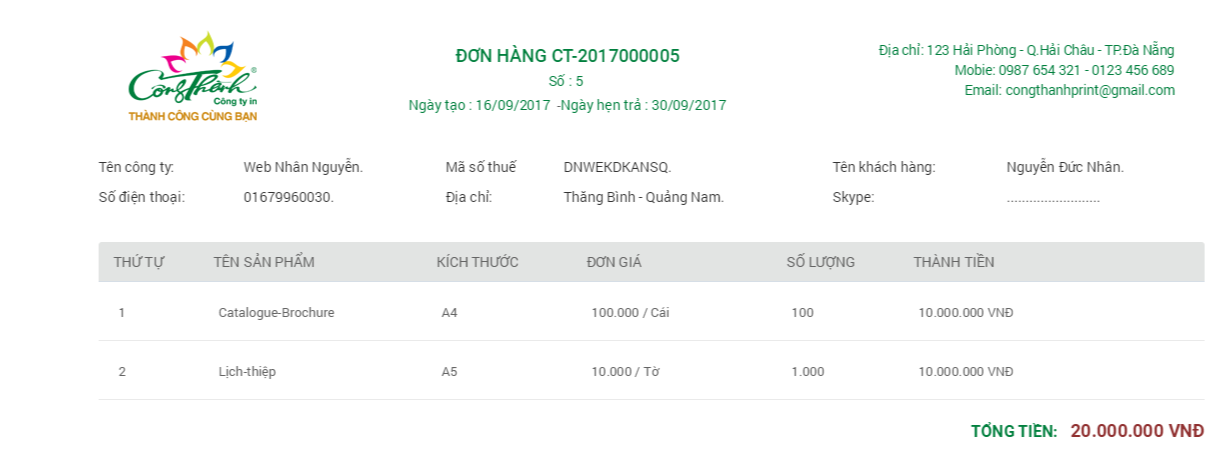 Công Thành®
Công ty in
THÀNH CÔNG CÙNG BẠN
ĐƠN HÀNG CT-2017000005
Số : 5
Ngày tạo : 16/09/2017 -Ngày hẹn trả : 30/09/2017
Địa chỉ: 123 Hải Phòng - Q.Hải Châu - TP.Đà Nẵng
Mobie: 0987 654 321 - 0123 456 689
Email: congthanhprint@gmail.com
Tên công ty: Web Nhân Nguyễn. Mã số thuế DNWEKDKANSQ. Tên khách hàng: Nguyễn Đức Nhân.
Số điện thoại: 01679960030. Địa chỉ: Thăng Bình - Quảng Nam. Skype: .........................
THỨ TỰ TÊN SẢN PHẨM KÍCH THƯỚC ĐƠN GIÁ SỐ LƯỢNG THÀNH TIỀN
1 Catalogue-Brochure A4 100.000 / Cái 100 10.000.000 VNĐ
2 Lịch-thiệp A5 10.000 / Tờ 1.000 10.000.000 VNĐ
TỔNG TIỀN: 20.000.000 VNĐ